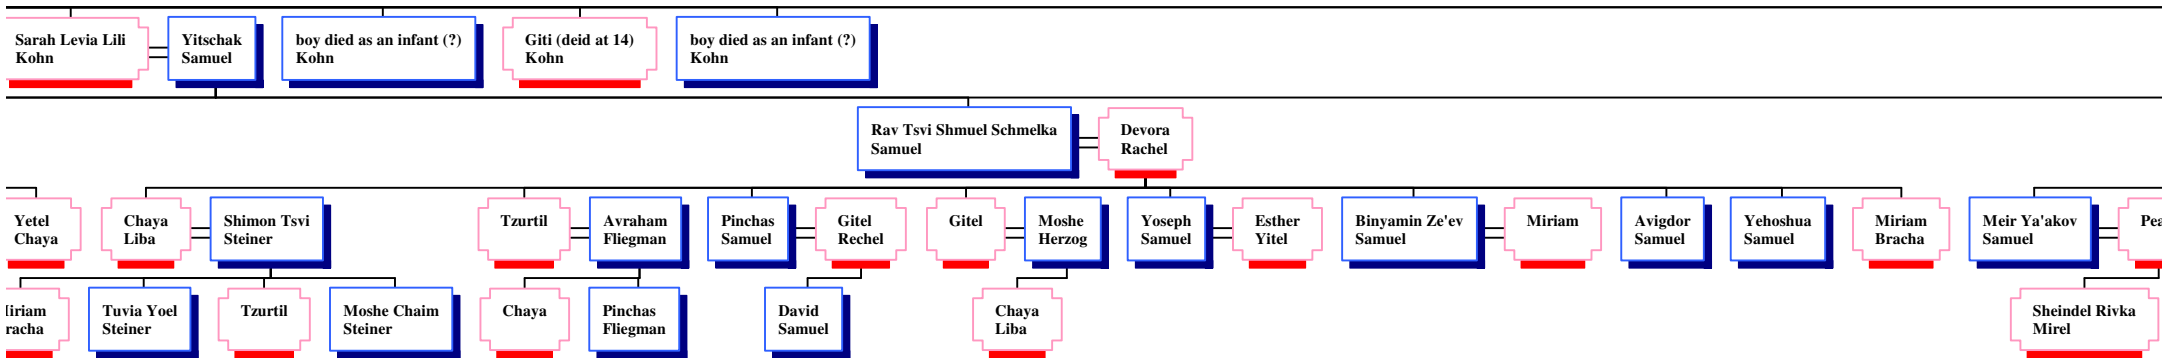 Sarah Levia Lili
Kohn
Yitschak
Samuel
boy died as an infant (?)
Kohn
Giti (deid at 14)
Kohn
boy died as an infant (?)
Kohn
Rav Tsvi Shmuel Schmelka
Samuel
Devora
Rachel
Yetel
Chaya
Chaya
Liba
Shimon Tsvi
Steiner
Tzurtil
Avraham
Fliegman
Pinchas
Samuel
Gitel
Rechel
Gitel
Moshe
Herzog
Yoseph
Samuel
Esther
Yitel
Binyamin Ze'ev
Samuel
Miriam
Avigdor
Samuel
Yehoshua
Samuel
Miriam
Bracha
Meir Ya'akov
Samuel
Tuvia Yoel
Steiner
Tzurtil
Moshe Chaim
Steiner
Chaya
Pinchas
Fliegman
David
Samuel
Chaya
Liba
Sheindel Rivka
Mirel